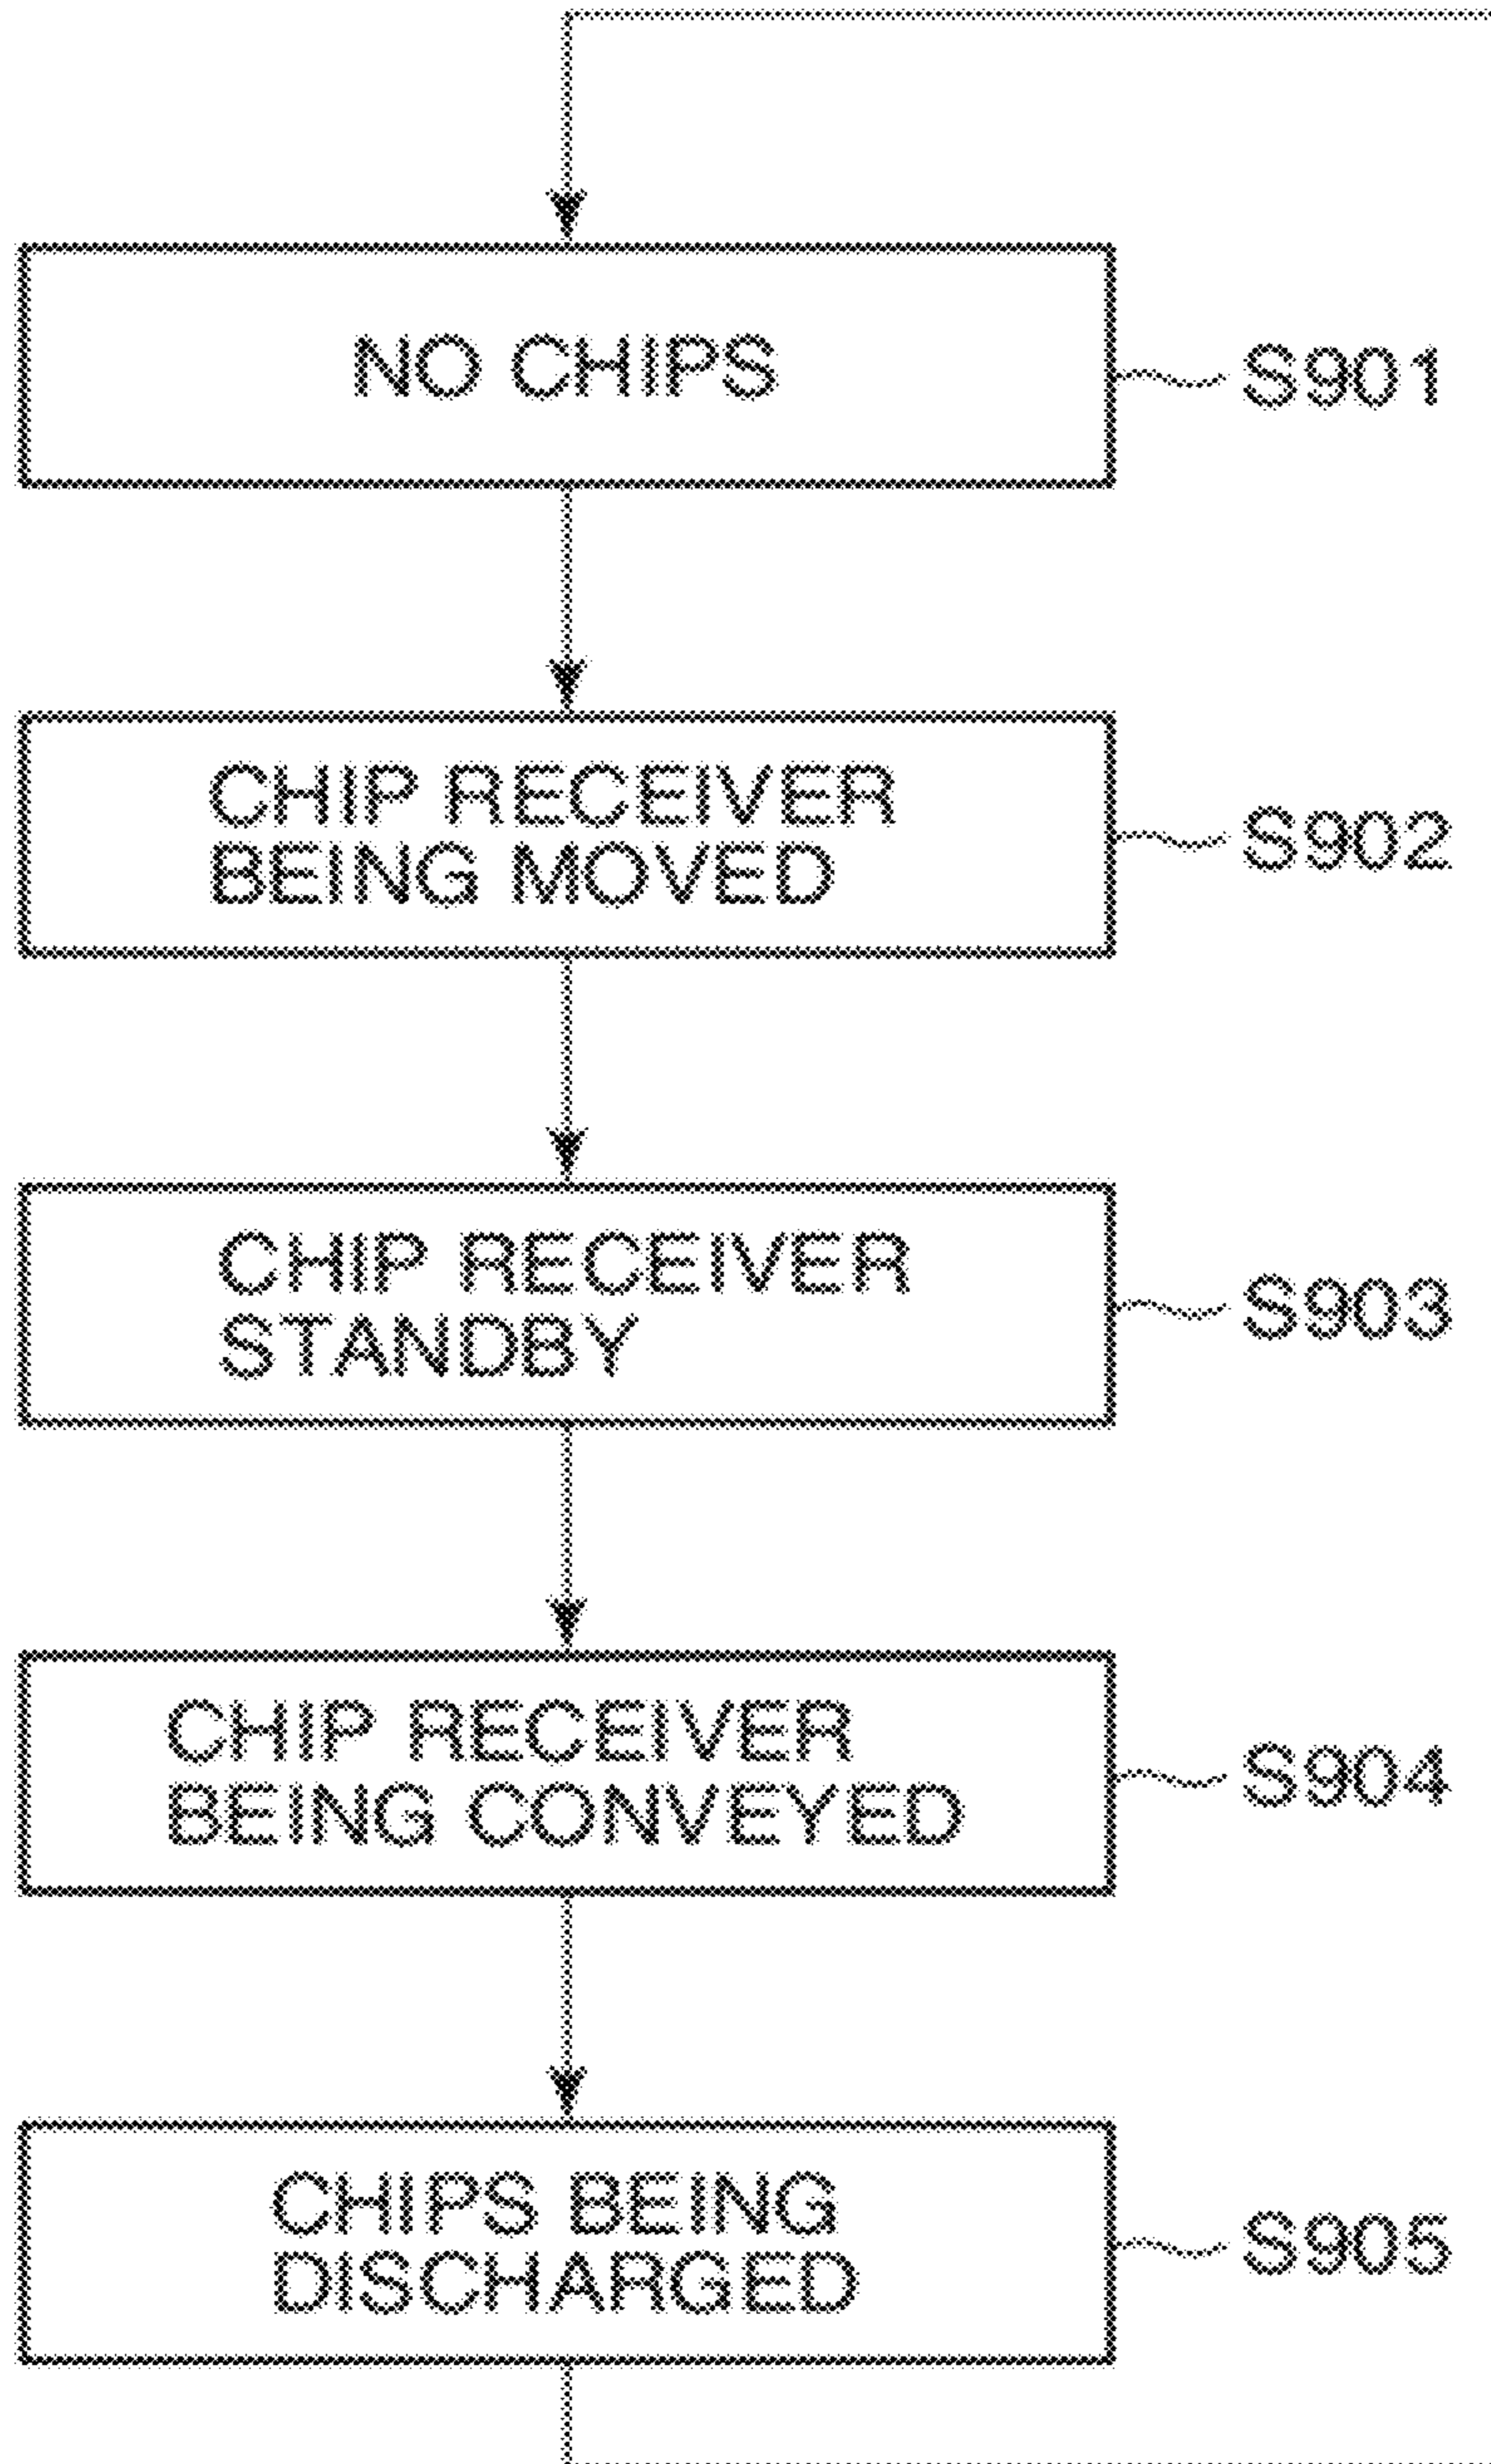 NO CHIPS
S901
CHIP RECEIVER
BEING MOVED
S902
CHIP RECEIVER
STANDBY
S903
CHIP RECEIVER
BEING CONVEYED
S904
CHIPS BEING
DISCHARGED
S905